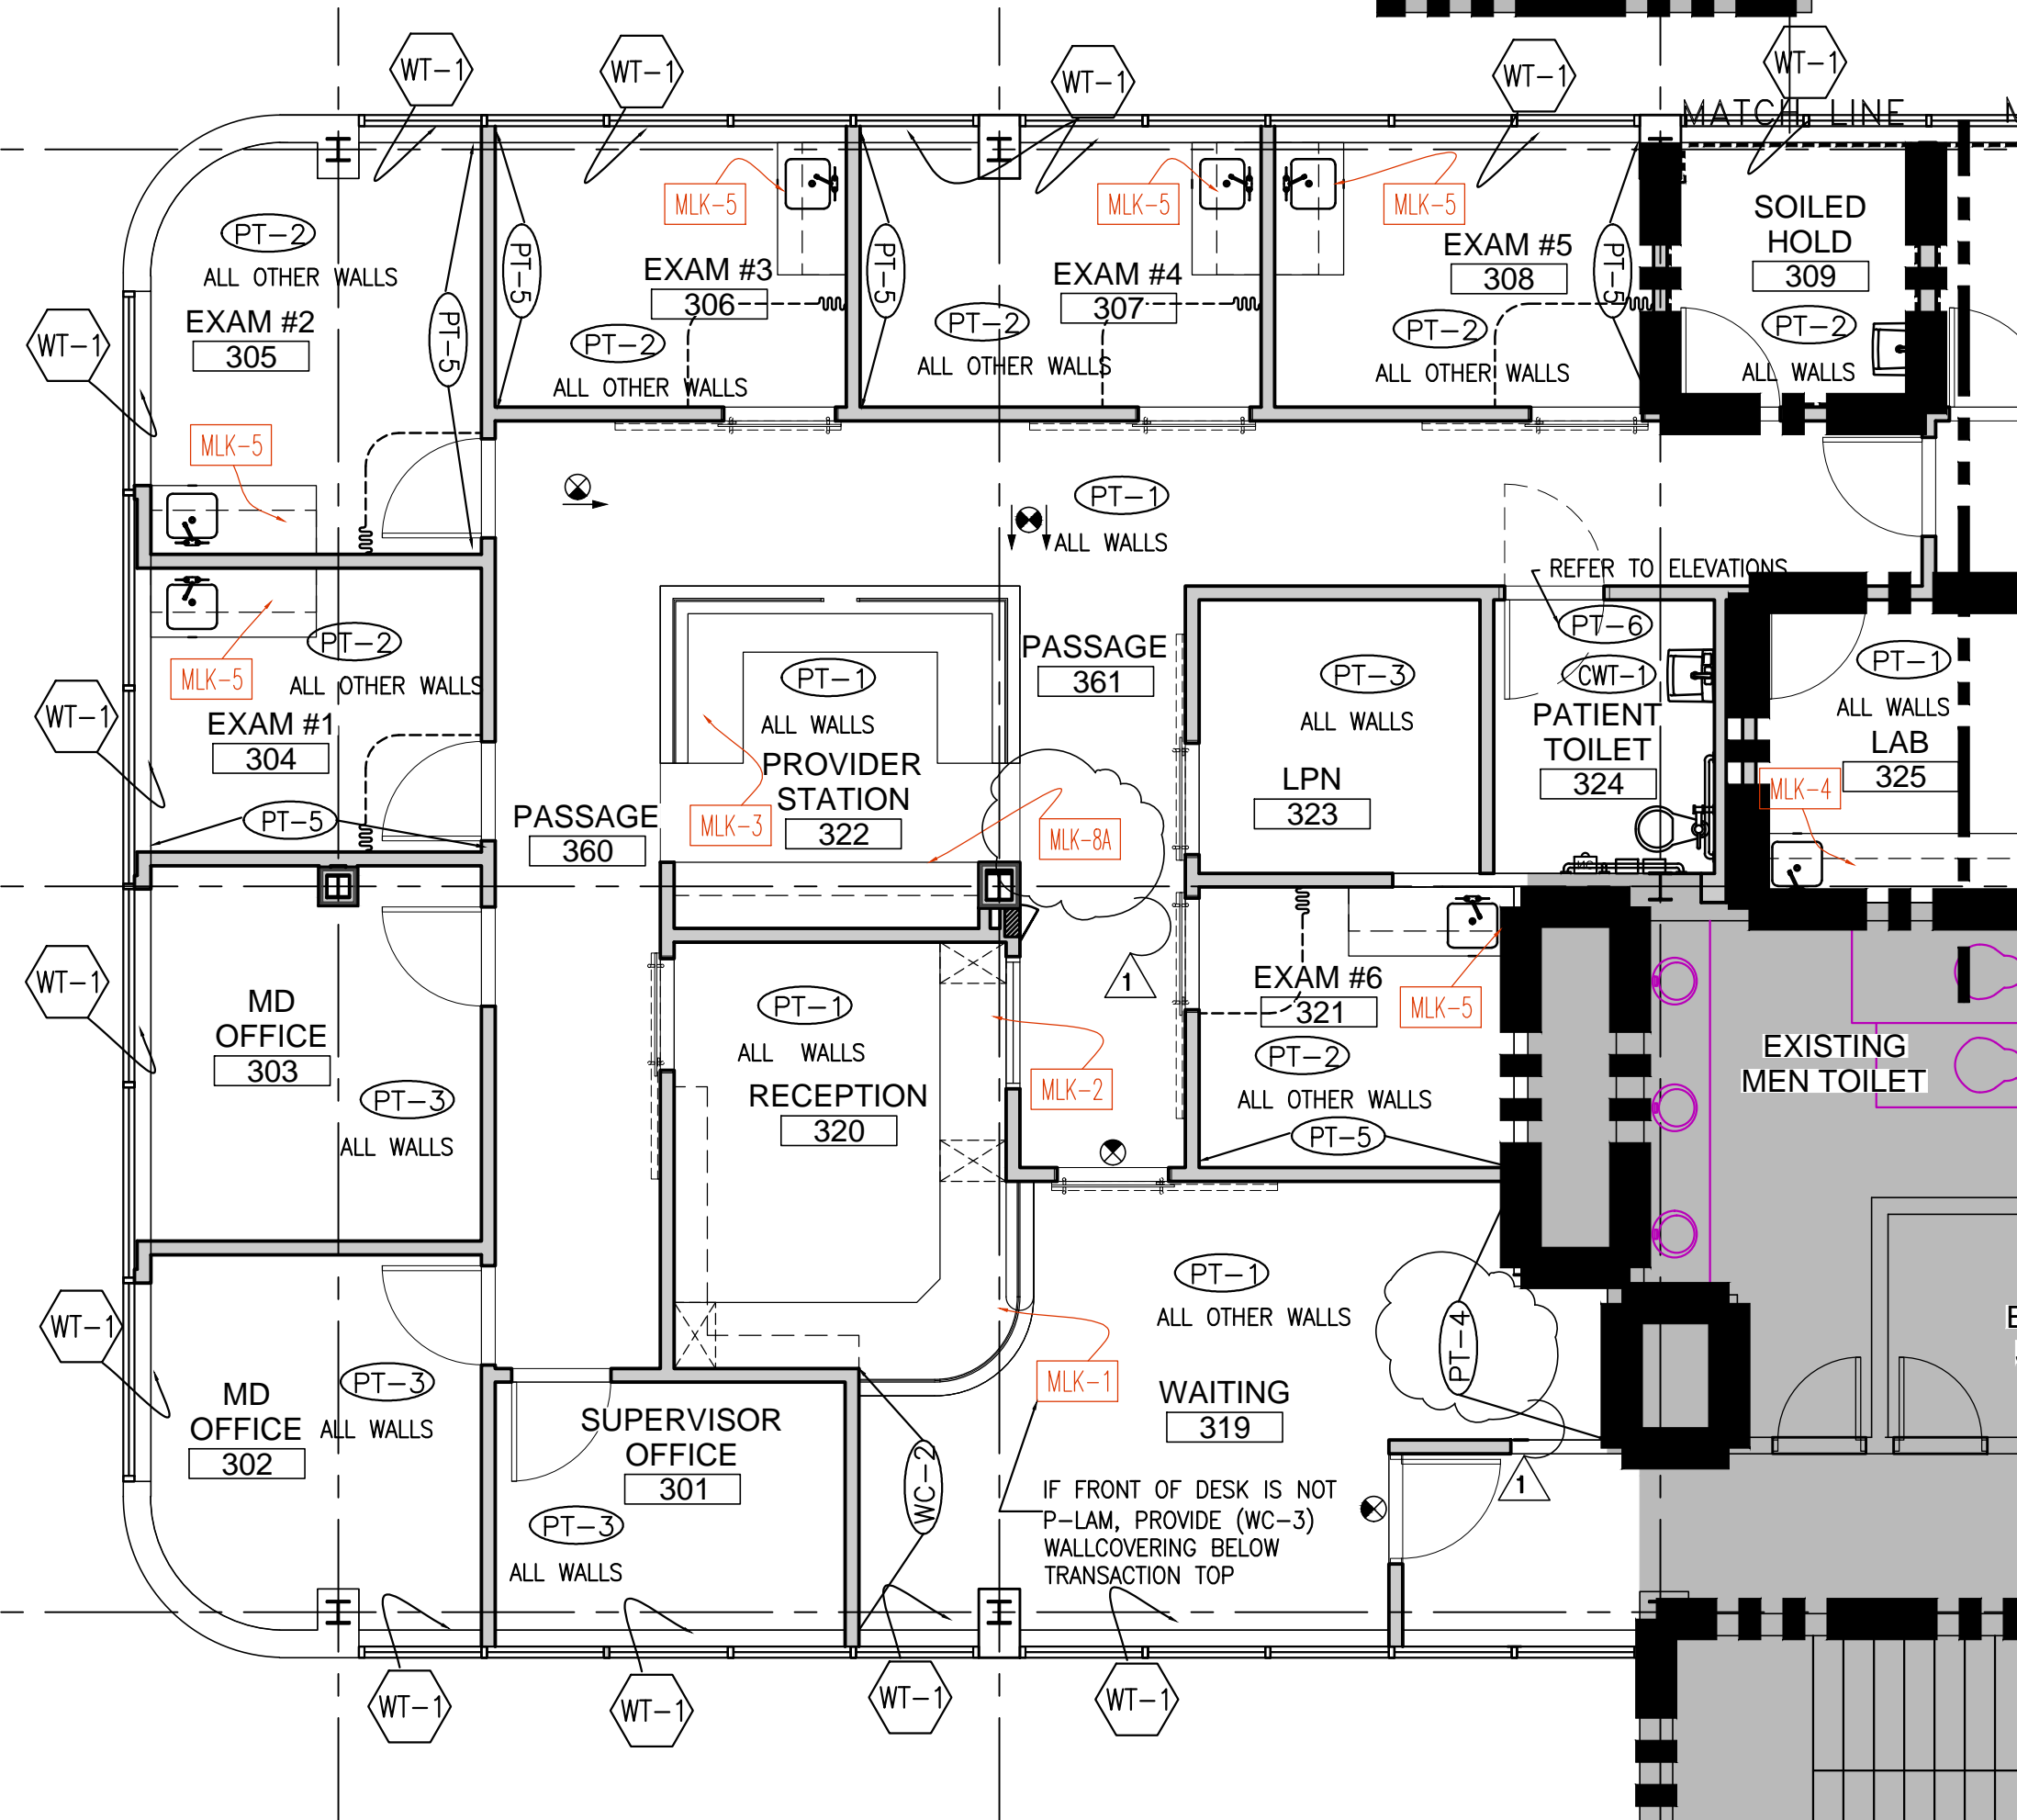 WT-1
WT-1
WT-1
WT-1
WT-1
MATCH LINE
PT-2
ALL OTHER WALLS
EXAM #2
305
PT-5
MLK-5
WT-1
PT-5
MLK-5
EXAM #3
306
PT-2
ALL OTHER WALLS
PT-5
MLK-5
EXAM #4
307
PT-2
ALL OTHER WALLS
MLK-5
EXAM #5
308
PT-5
PT-2
ALL OTHER WALLS
SOILED
HOLD
309
PT-2
ALL WALLS
PT-1
ALL WALLS
REFER TO ELEVATIONS
MLK-5
PT-2
ALL OTHER WALLS
EXAM #1
304
PT-5
WT-1
PASSAGE
360
PT-1
ALL WALLS
PROVIDER
STATION
322
MLK-3
MLK-8A
PASSAGE
361
PT-3
ALL WALLS
LPN
323
PT-6
CWT-1
PATIENT
TOILET
324
MC
PT-1
ALL WALLS
LAB
325
MLK-4
WT-1
MD
OFFICE
303
PT-3
ALL WALLS
PT-1
ALL WALLS
RECEPTION
320
MLK-2
1
EXAM #6
321
MLK-5
PT-2
ALL OTHER WALLS
PT-5
EXISTING
MEN TOILET
WT-1
MD
OFFICE
302
PT-3
ALL WALLS
SUPERVISOR
OFFICE
301
PT-3
ALL WALLS
WC-2
PT-1
ALL OTHER WALLS
MLK-1
WAITING
319
PT-4
1
IF FRONT OF DESK IS NOT
P-LAM, PROVIDE (WC-3)
WALLCOVERING BELOW
TRANSACTION TOP
WT-1
WT-1
WT-1
WT-1